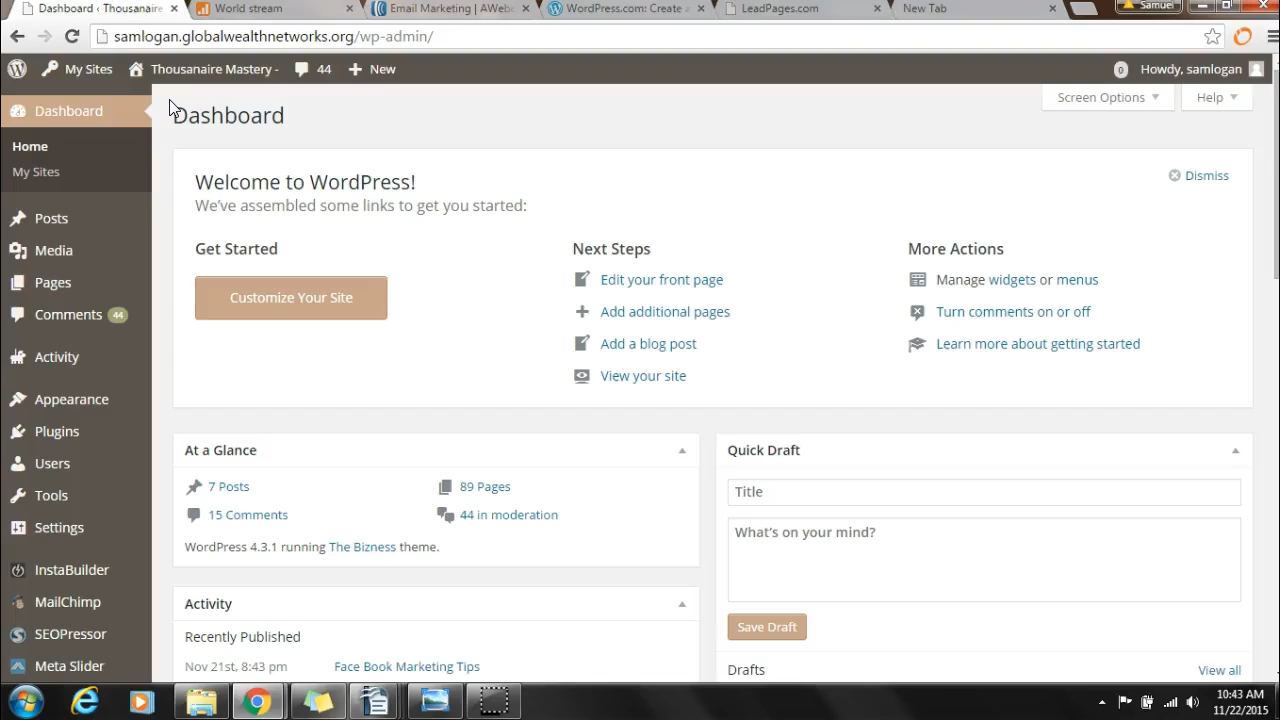 Dashboard ‹ Thousanaire
World stream
Email Marketing | AWeb
WordPress.com: Create a
LeadPages.com
New Tab
Samuel
samlogan.globalwealthnetworks.org/wp-admin/
My Sites
Thousanaire Mastery -
44
New
0
Howdy, samlogan
Dashboard
Dashboard
Screen Options
Help
Home
My Sites
Welcome to WordPress!
Dismiss
We've assembled some links to get you started:
Posts
Media
Pages
Comments 44
Activity
Appearance
Plugins
Users
Tools
Settings
InstaBuilder
MailChimp
SEOPressor
Meta Slider
Get Started
Customize Your Site
Next Steps
Edit your front page
Add additional pages
Add a blog post
View your site
More Actions
Manage widgets or menus
Turn comments on or off
Learn more about getting started
At a Glance
7 Posts
89 Pages
15 Comments
44 in moderation
WordPress 4.3.1 running The Bizness theme.
Activity
Recently Published
Nov 21st, 8:43 pm
Face Book Marketing Tips
Quick Draft
Title
What's on your mind?
Save Draft
Drafts
View all
10:43 AM
11/22/2015